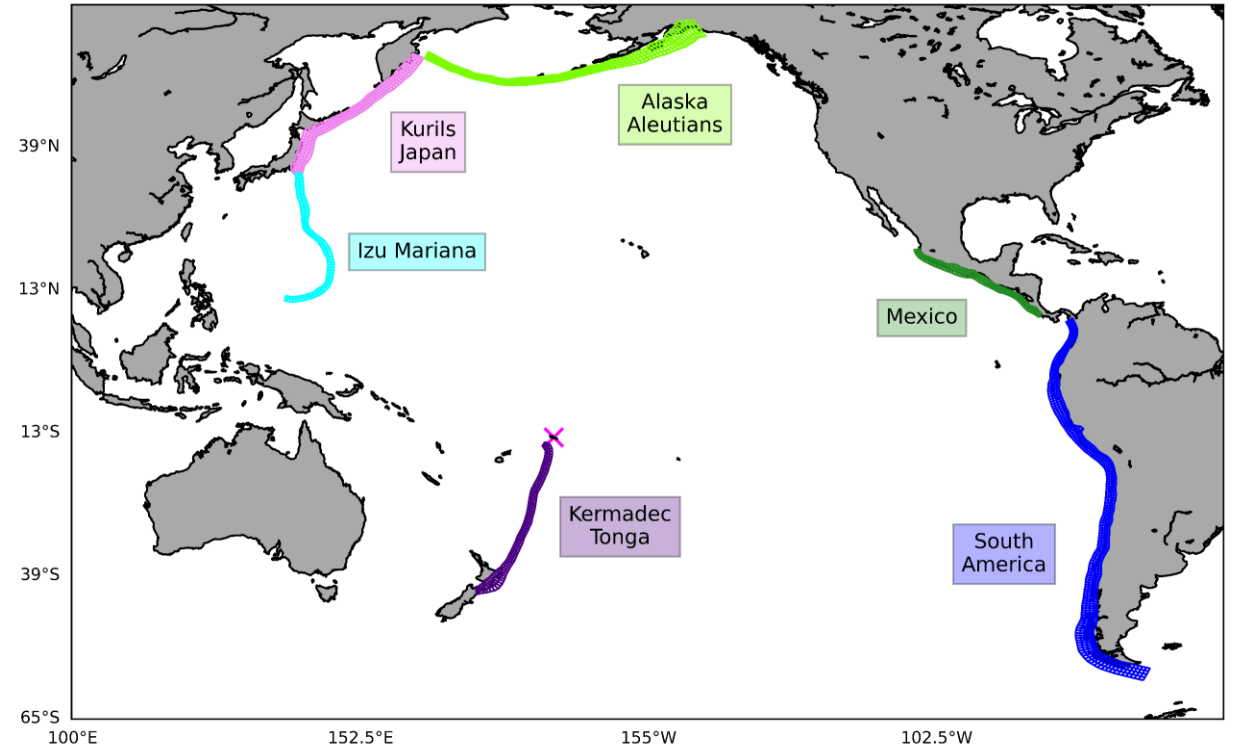 Alaska
Aleutians
Kurils
Japan
39°N
Izu Mariana
13°N
Mexico
13°S
Kermadec
Tonga
South
America
39°S
65°S
100°E
152.5°E
155°W
102.5°W